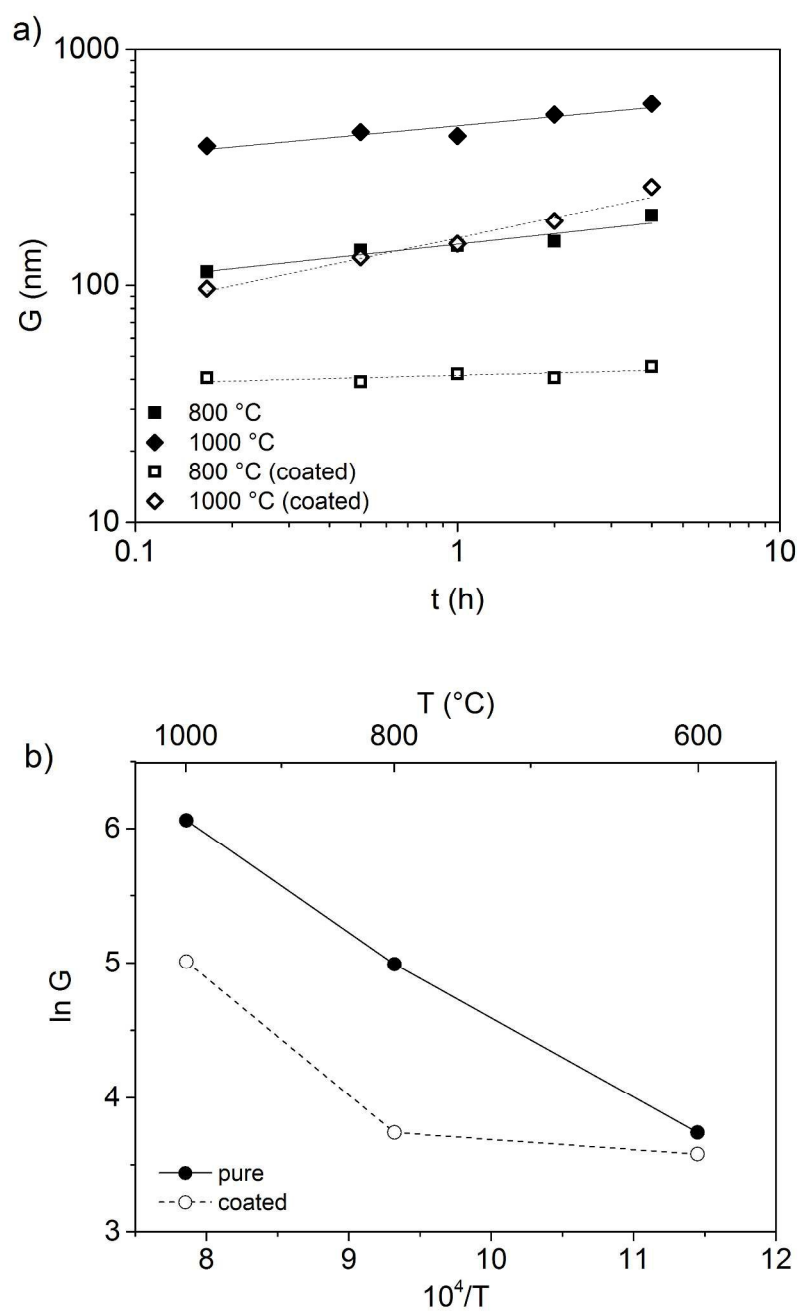 a)
1000
100
10
G (nm)
800 °C
1000 °C
800 °C (coated)
1000 °C (coated)
0.1 1 10
t (h)
T (°C)
1000 800 600
b)
6
5
4
3
ln G
pure
coated
8 9 10 11 12
10⁴/T